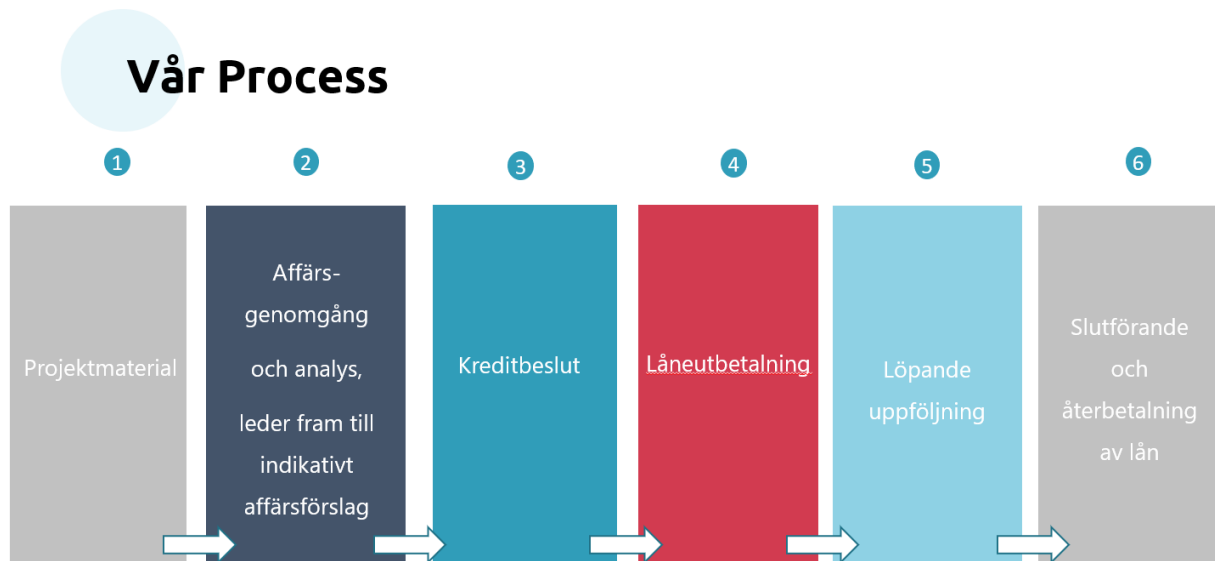 Vår Process
1
2
3
4
5
6
Projektmaterial
Affärs-
genomgång
och analys,
leder fram till
indikativt
affärsförslag
Kreditbeslut
Låneutbetalning
Löpande
uppföljning
Slutförande
och
återbetalning
av lån